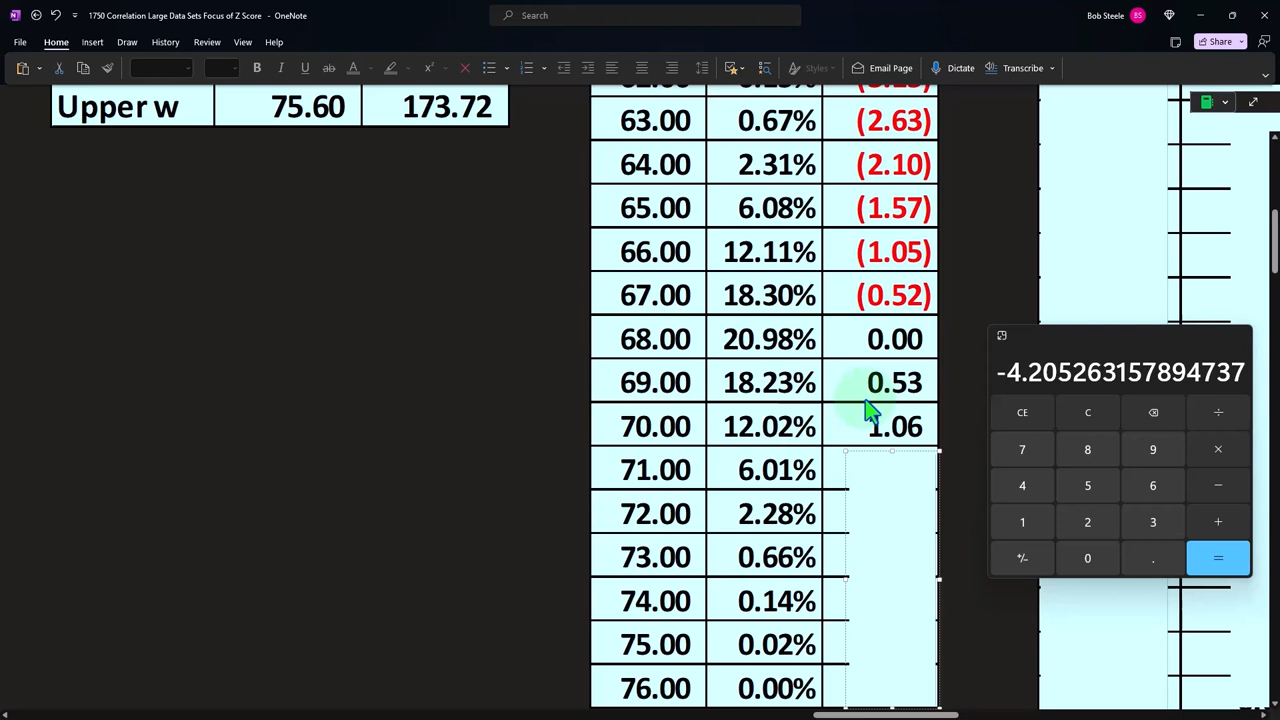 1750 Correlation Large Data Sets Focus of Z Score - OneNote
Search
Bob Steele BS
File Home Insert Draw History Review View Help
Share
Styles
Email Page
Dictate
Transcribe
Upper w 75.60 173.72
63.00 0.67% (2.63)
64.00 2.31% (2.10)
65.00 6.08% (1.57)
66.00 12.11% (1.05)
67.00 18.30% (0.52)
68.00 20.98% 0.00
69.00 18.23% 0.53
70.00 12.02% 1.06
71.00 6.01%
72.00 2.28%
73.00 0.66%
74.00 0.14%
75.00 0.02%
76.00 0.00%
-4.205263157894737
CE C ÷
7 8 9 ×
4 5 6 −
1 2 3 +
+/- 0 . =